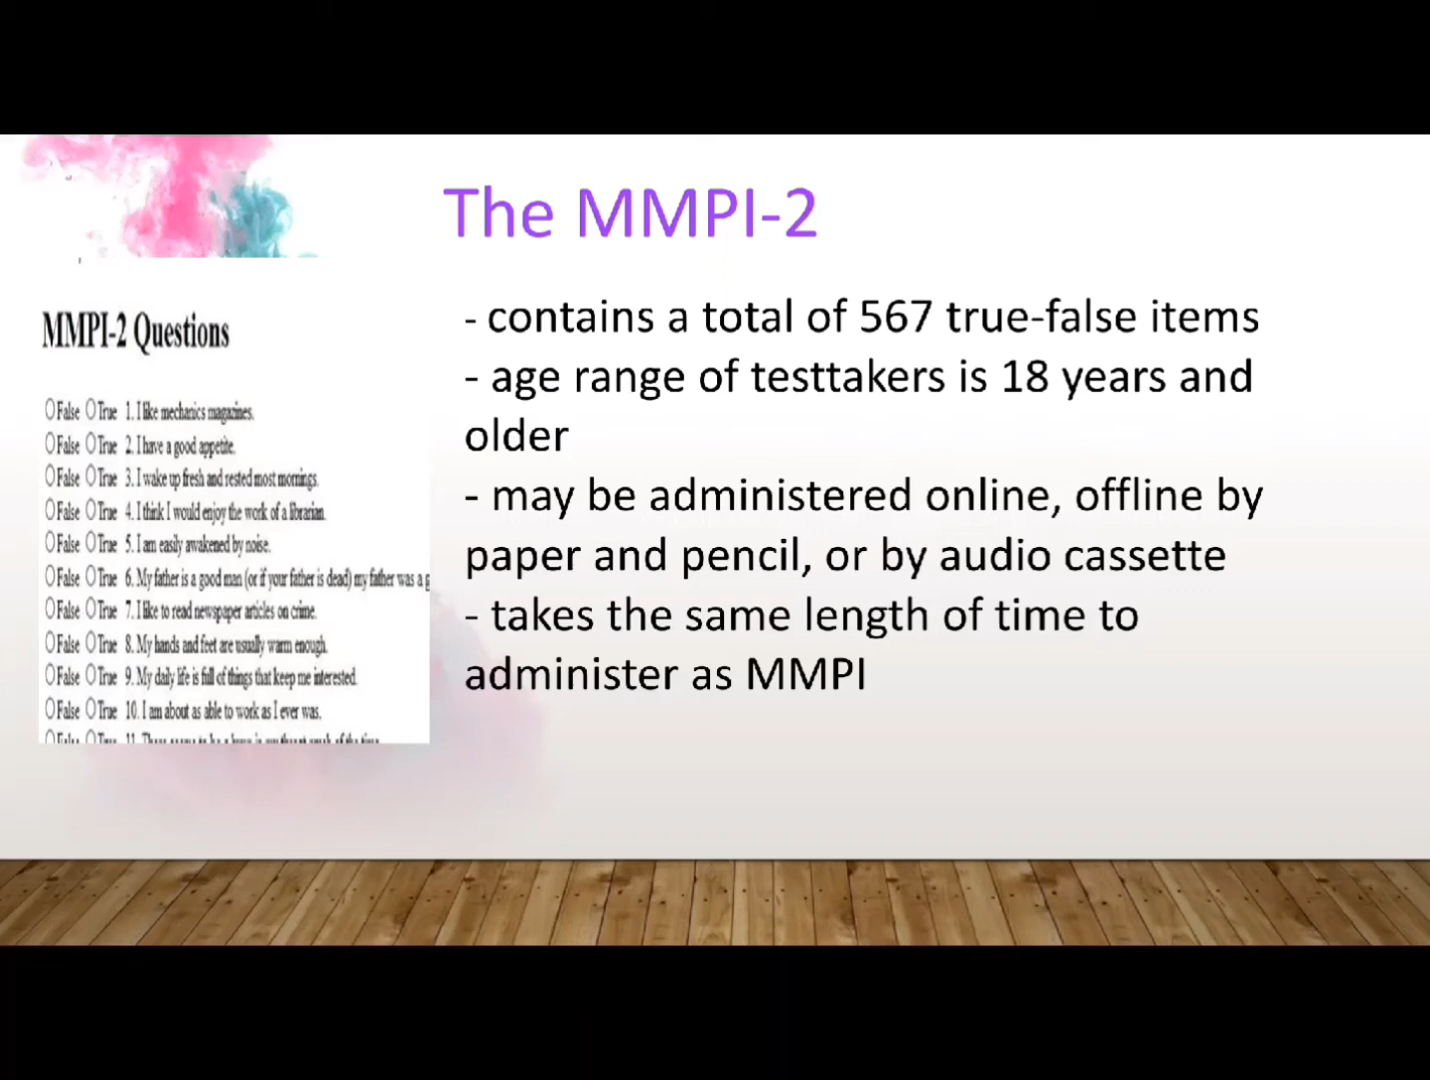 The MMPI-2
- contains a total of 567 true-false items
- age range of testtakers is 18 years and
older
- may be administered online, offline by
paper and pencil, or by audio cassette
- takes the same length of time to
administer as MMPI
MMPI-2 Questions
False True 1. I like mechanics magazines.
False True 2. I have a good appetite.
False True 3. I wake up fresh and rested most mornings.
False True 4. I think I would enjoy the work of a librarian.
False True 5. I am easily awakened by noise.
False True 6. My father is a good man (or if your father is dead) my father was a g
False True 7. I like to read newspaper articles on crime.
False True 8. My hands and feet are usually warm enough.
False True 9. My daily life is full of things that keep me interested.
False True 10. I am about as able to work as I ever was.